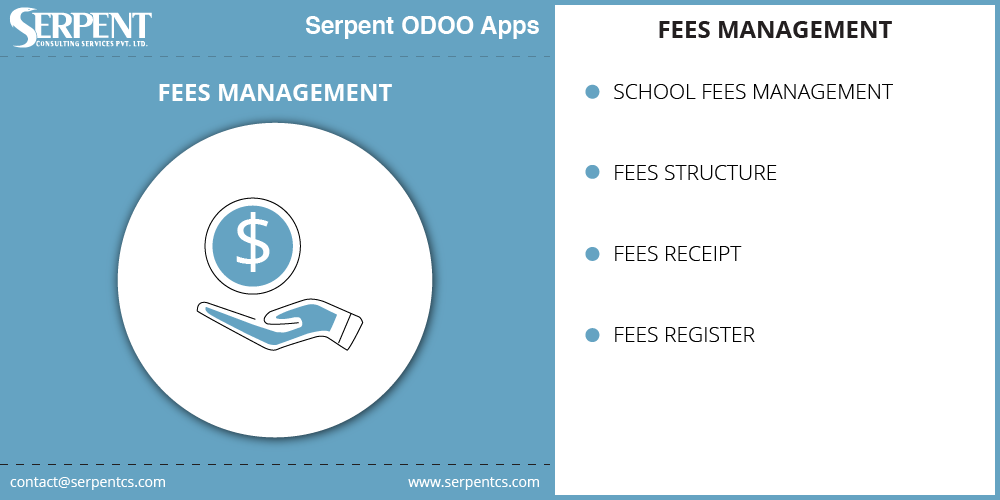 SERPENT
CONSULTING SERVICES PVT. LTD.
Serpent ODOO Apps
FEES MANAGEMENT
$
contact@serpentcs.com
www.serpentcs.com
FEES MANAGEMENT
SCHOOL FEES MANAGEMENT
FEES STRUCTURE
FEES RECEIPT
FEES REGISTER